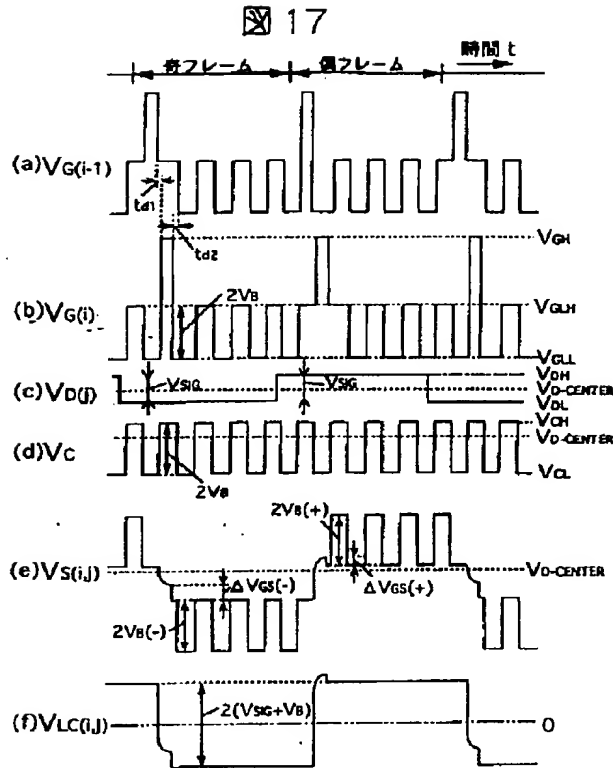 図 17
奇フレーム
偶フレーム
時間 t
(a) VG(i-1)
td1
td2
VGH
(b) VG(i)
2VB
VGLH
VGLL
(c) VD(j)
VSIG
VSIG
VDH
VD-CENTER
VDL
(d) VC
2VB
VCH
VD-CENTER
VCL
(e) VS(i,j)
2VB(+)
ΔVGS(-)
ΔVGS(+)
VD-CENTER
2VB(-)
(f) VLC(i,j)
2(VSIG+VB)
0